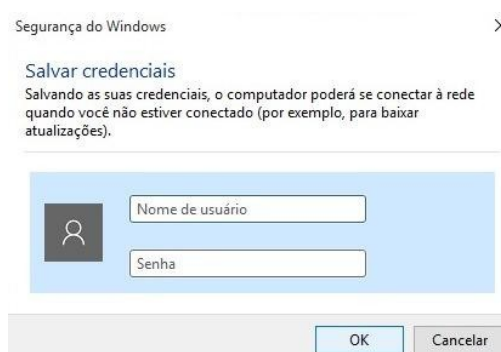 Segurança do Windows
Salvar credenciais
Salvando as suas credenciais, o computador poderá se conectar à rede
quando você não estiver conectado (por exemplo, para baixar
atualizações).
Nome de usuário
Senha
OK
Cancelar